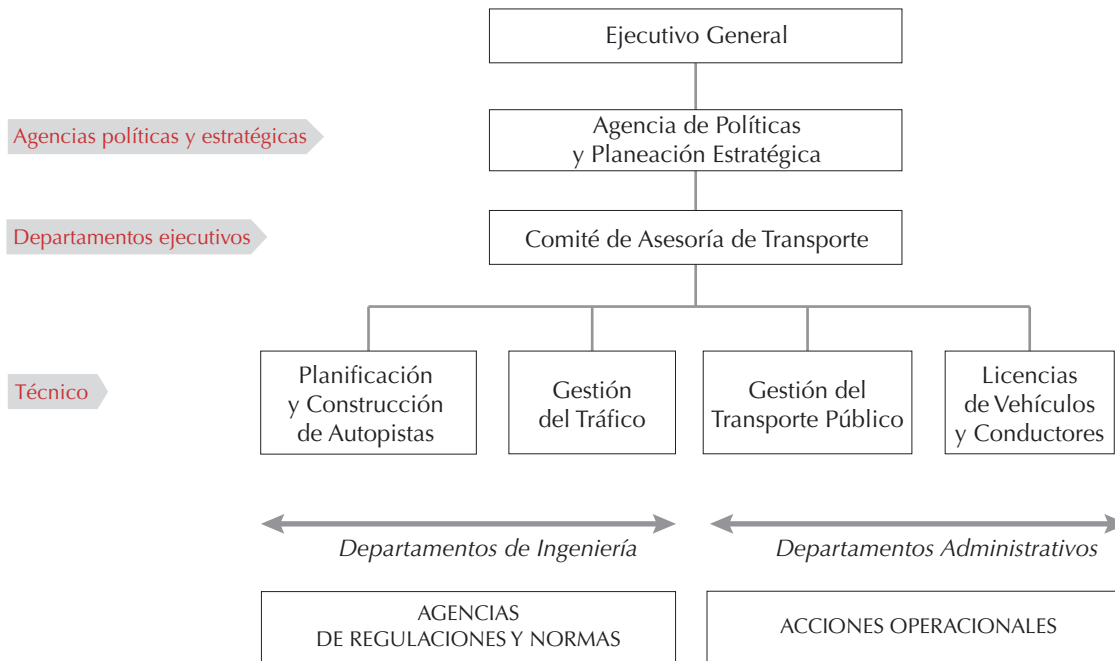 Ejecutivo General
Agencias políticas y estratégicas
Agencia de Políticas
y Planeación Estratégica
Departamentos ejecutivos
Comité de Asesoría de Transporte
Técnico
Planificación
y Construcción
de Autopistas
Gestión
del Tráfico
Gestión del
Transporte Público
Licencias
de Vehículos
y Conductores
Departamentos de Ingeniería
Departamentos Administrativos
AGENCIAS
DE REGULACIONES Y NORMAS
ACCIONES OPERACIONALES